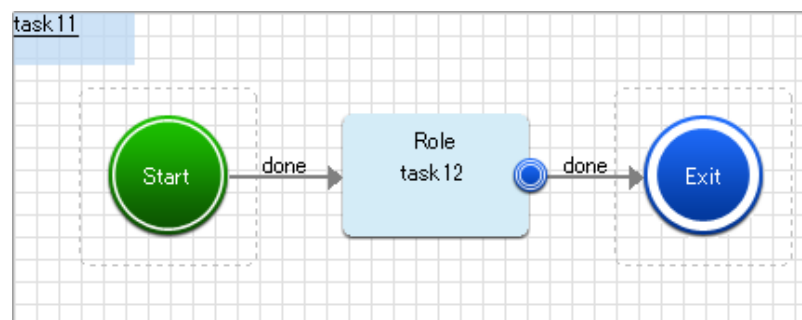 task11
Start
done
Role
task12
done
Exit